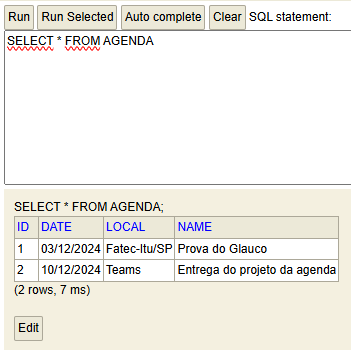 Run Run Selected Auto complete Clear SQL statement:
SELECT * FROM AGENDA
SELECT * FROM AGENDA;
ID DATE LOCAL NAME
1 03/12/2024 Fatec-Itu/SP Prova do Glauco
2 10/12/2024 Teams Entrega do projeto da agenda
(2 rows, 7 ms)
Edit